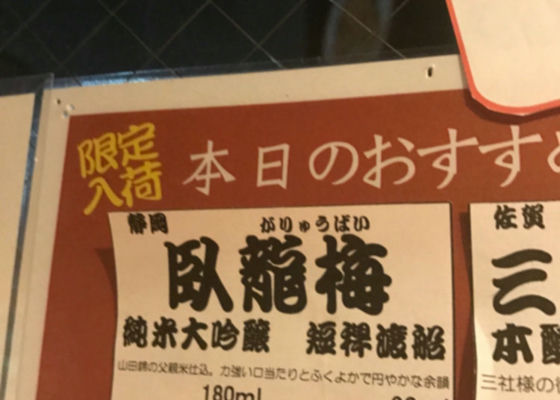 限定
入荷
本日のおすす
静岡
がりゅうばい
臥龍梅
純米大吟醸 短稈渡船
山田錦の父親米仕込。力強い口当たりとふくよかで円やかな余韻
180ml
佐賀
三
本醸
三社様の